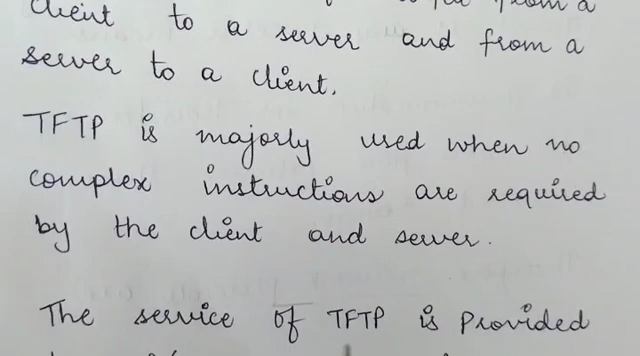 client to a server and from a
server to a client.
TFTP is majorly used when no
complex instructions are required
by the client and server.
The service of TFTP is provided